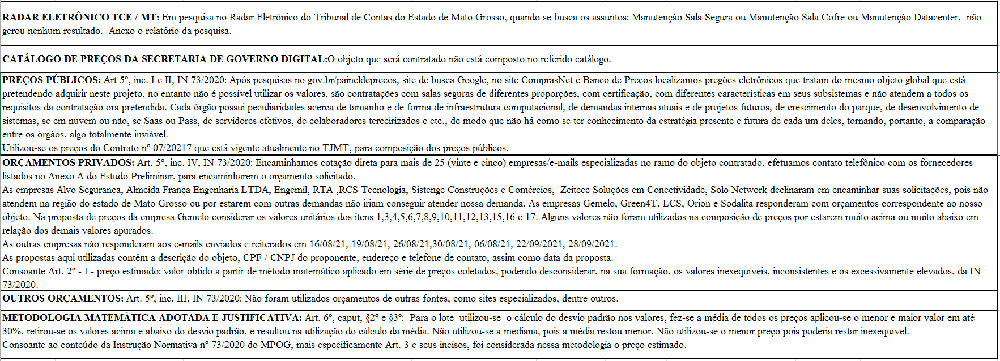 RADAR ELETRÔNICO TCE / MT: Em pesquisa no Radar Eletrônico do Tribunal de Contas do Estado de Mato Grosso, quando se busca os assuntos: Manutenção Sala Segura ou Manutenção Sala Cofre ou Manutenção Datacenter,  não
gerou nenhum resultado.  Anexo o relatório da pesquisa.
CATÁLOGO DE PREÇOS DA SECRETARIA DE GOVERNO DIGITAL:O objeto que será contratado não está composto no referido catálogo.
PREÇOS PÚBLICOS: Art 5º, inc. I e II, IN 73/2020: Após pesquisas no gov.br/paineldeprecos, site de busca Google, no site ComprasNet e Banco de Preços localizamos pregões eletrônicos que tratam do mesmo objeto global que está
pretendendo adquirir neste projeto, no entanto não é possível utilizar os valores, são contratações com salas seguras de diferentes proporções, com certificação, com diferentes características em seus subsistemas e não atendem a todos os
requisitos da contratação ora pretendida. Cada órgão possui peculiaridades acerca de tamanho e de forma de infraestrutura computacional, de demandas internas atuais e de projetos futuros, de crescimento do parque, de desenvolvimento de
sistemas, se em nuvem ou não, se Saas ou Pass, de servidores efetivos, de colaboradores terceirizados e etc., de modo que não há como se ter conhecimento da estratégia presente e futura de cada um deles, tornando, portanto, a comparação
entre os órgãos, algo totalmente inviável.
Utilizou-se os preços do Contrato nº 07/20217 que está vigente atualmente no TJMT, para composição dos preços públicos.
ORÇAMENTOS PRIVADOS: Art. 5º, inc. IV, IN 73/2020: Encaminhamos cotação direta para mais de 25 (vinte e cinco) empresas/e-mails especializadas no ramo do objeto contratado, efetuamos contato telefônico com os fornecedores
listados no Anexo A do Estudo Preliminar, para encaminharem o orçamento solicitado.
As empresas Alvo Segurança, Almeida França Engenharia LTDA, Engemil, RTA ,RCS Tecnologia, Sistenge Construções e Comércios,  Zeiteec Soluções em Conectividade, Solo Network declinaram em encaminhar suas solicitações, pois não
atendem na região do estado de Mato Grosso ou por estarem com outras demandas não iriam conseguir atender nossa demanda. As empresas Gemelo, Green4T, LCS, Orion e Sodalita responderam com orçamentos correspondente ao nosso
objeto. Na proposta de preços da empresa Gemelo considerar os valores unitários dos itens 1,3,4,5,6,7,8,9,10,11,12,13,15,16 e 17. Alguns valores não foram utilizados na composição de preços por estarem muito acima ou muito abaixo em
relação dos demais valores apurados.
As outras empresas não responderam aos e-mails enviados e reiterados em 16/08/21, 19/08/21, 26/08/21,30/08/21, 06/08/21, 22/09/2021, 28/09/2021.
As propostas aqui utilizadas contêm a descrição do objeto, CPF / CNPJ do proponente, endereço e telefone de contato, assim como data da proposta.
Consoante Art. 2º - I - preço estimado: valor obtido a partir de método matemático aplicado em série de preços coletados, podendo desconsiderar, na sua formação, os valores inexequíveis, inconsistentes e os excessivamente elevados, da IN
73/2020.
OUTROS ORÇAMENTOS: Art. 5º, inc. III, IN 73/2020: Não foram utilizados orçamentos de outras fontes, como sites especializados, dentre outros.
METODOLOGIA MATEMÁTICA ADOTADA E JUSTIFICATIVA: Art. 6º, caput, §2º e §3º:  Para o lote  utilizou-se  o cálculo do desvio padrão nos valores, fez-se a média de todos os preços aplicou-se o menor e maior valor em até
30%, retirou-se os valores acima e abaixo do desvio padrão, e resultou na utilização do cálculo da média. Não utilizou-se a mediana, pois a média restou menor. Não utilizou-se o menor preço pois poderia restar inexequível.
Consoante ao conteúdo da Instrução Normativa nº 73/2020 do MPOG, mais especificamente Art. 3 e seus incisos, foi considerada nessa metodologia o preço estimado.